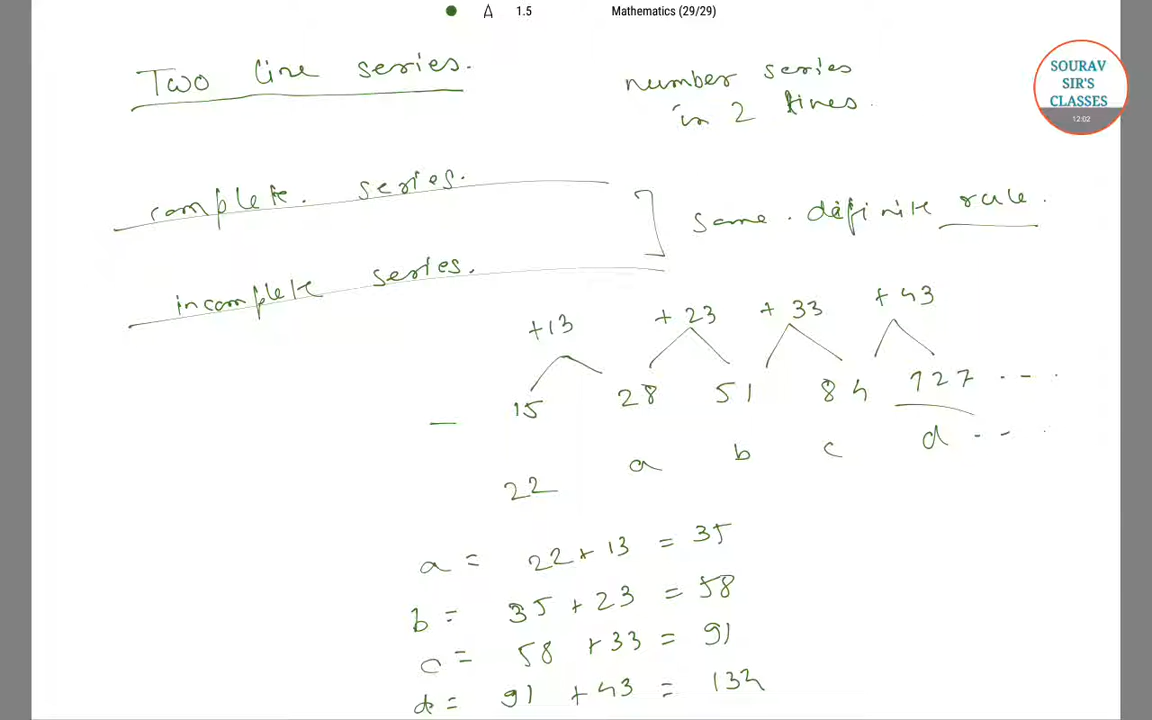 A 1.5 Mathematics (29/29)
SOURAV
SIR'S
CLASSES
12:02
Two line series.
number series
in 2 lines.
complete. series.
same. definite rule.
incomplete series.
+13 +23 +33 +43
15 28 51 84 127 ---.
22 a b c d ---.
a = 22+13 = 35
b = 35+23 = 58
c = 58+33 = 91
d = 91+43 = 134